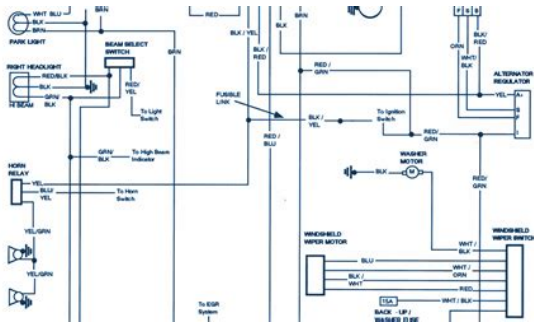 BRN
WHT BLU
BLK
BRN
PARK LIGHT
RED
BLK / YEL
BLK / RED
BRN
BRN
F S B
ORN
WHT/ BLK
BLK/ RED
BEAM SELECT
SWITCH
RIGHT HEADLIGHT
RED/BLK
BLK
GRN/ BLK
HI BEAM
RED/ YEL
To Light
Switch
RED / GRN
ALTERNATOR
REGULATOR
YEL
A+
S
F
I
FUSIBLE
LINK
BLK / YEL
To Ignition
Switch
RED/ GRN
RED / BLU
GRN/ BLK
To High Beam
Indicator
HORN
RELAY
YEL
BLU/ YEL
To Horn
Switch
YEL/GRN
YEL/GRN
WASHER
MOTOR
BLK
M
RED/ GRN
WINDSHIELD
WIPER MOTOR
WINDSHIELD
WIPER SWITCH
WHT / BLK
BLU
WHT / ORN
BLK / WHT
RED
15A
WHT / BLK
BACK - UP /
WASHER FUSE
To EGR
System